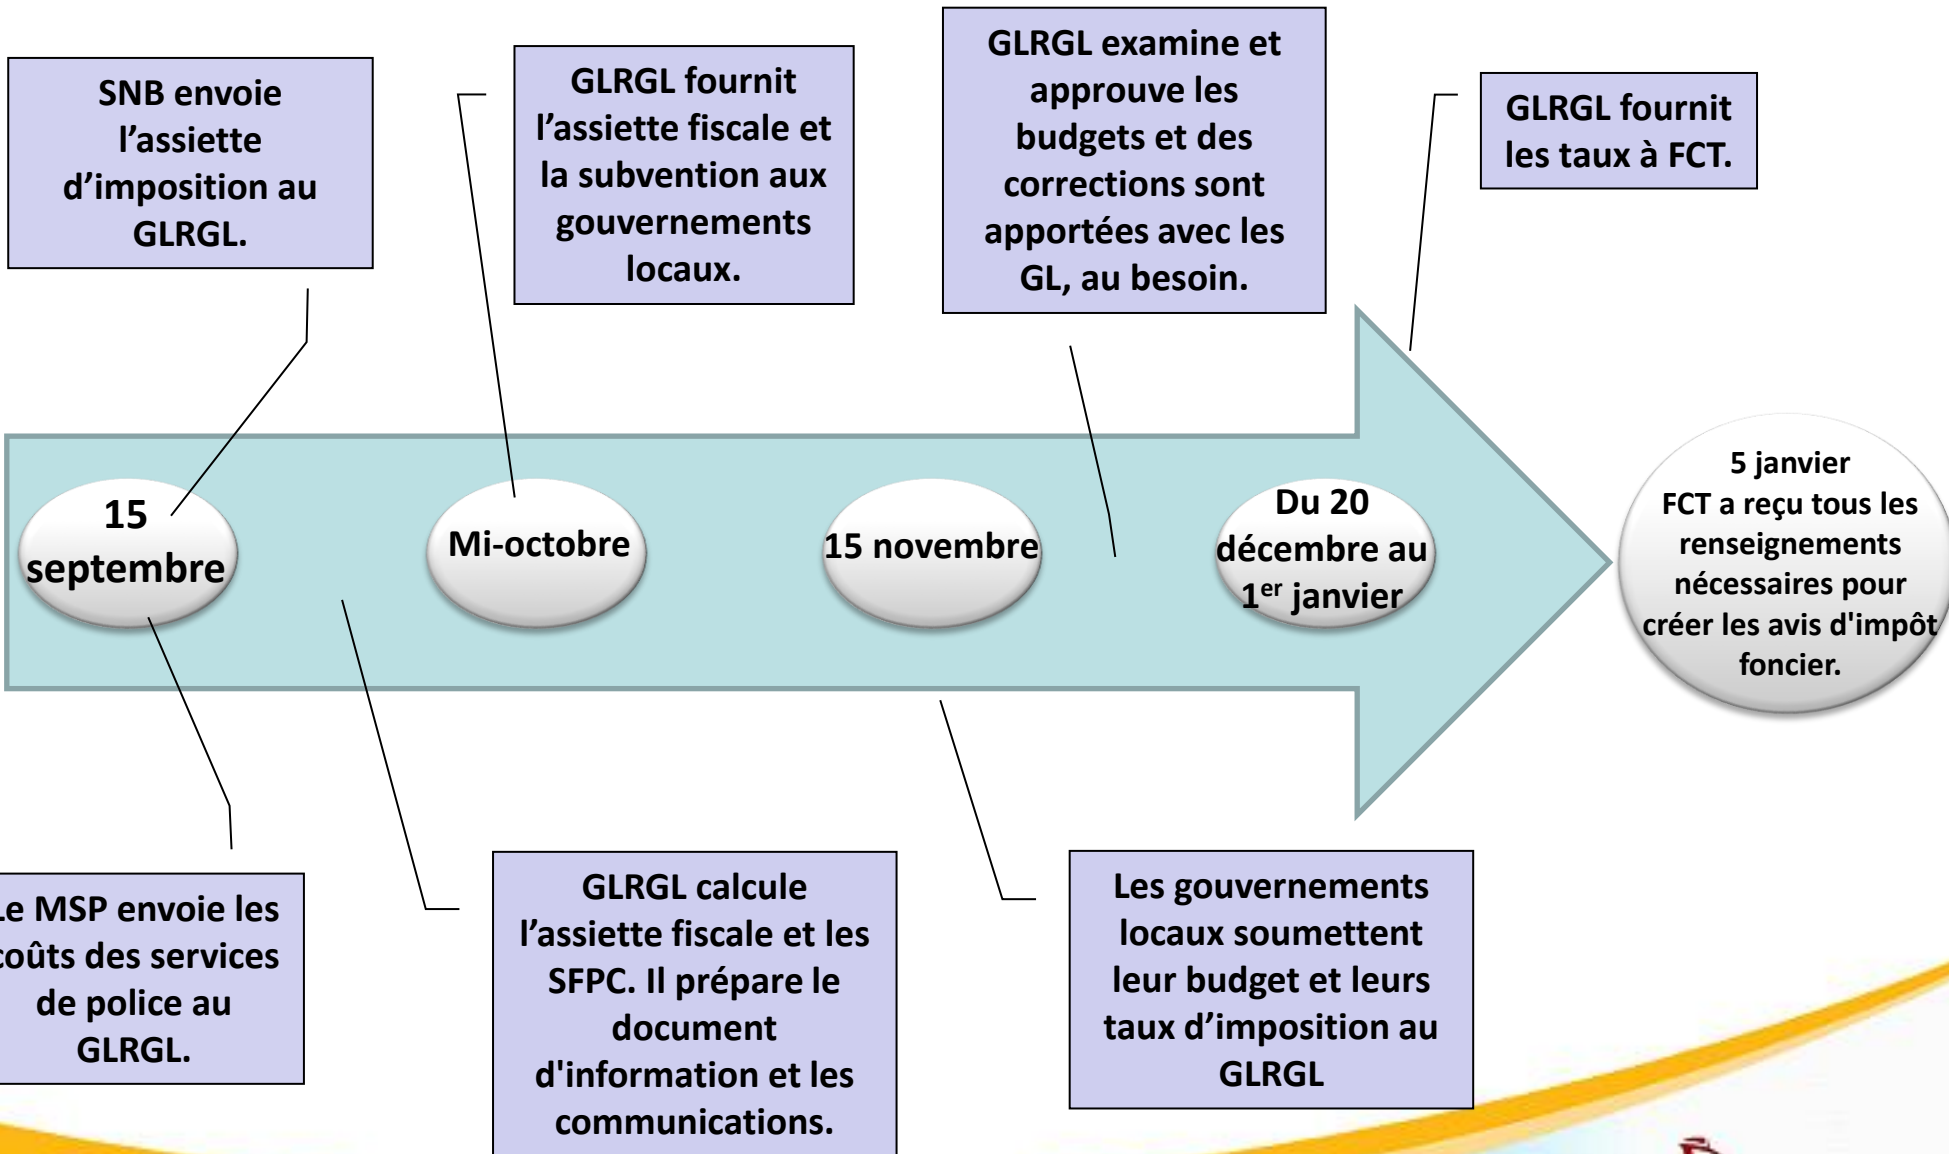 SNB envoie
l’assiette
d’imposition au
GLRGL.
GLRGL fournit
l’assiette fiscale et
la subvention aux
gouvernements
locaux.
GLRGL examine et
approuve les
budgets et des
corrections sont
apportées avec les
GL, au besoin.
GLRGL fournit
les taux à FCT.
15
septembre
Mi-octobre
15 novembre
Du 20
décembre au
1er janvier
5 janvier
FCT a reçu tous les
renseignements
nécessaires pour
créer les avis d'impôt
foncier.
Le MSP envoie les
coûts des services
de police au
GLRGL.
GLRGL calcule
l’assiette fiscale et les
SFPC. Il prépare le
document
d'information et les
communications.
Les gouvernements
locaux soumettent
leur budget et leurs
taux d’imposition au
GLRGL